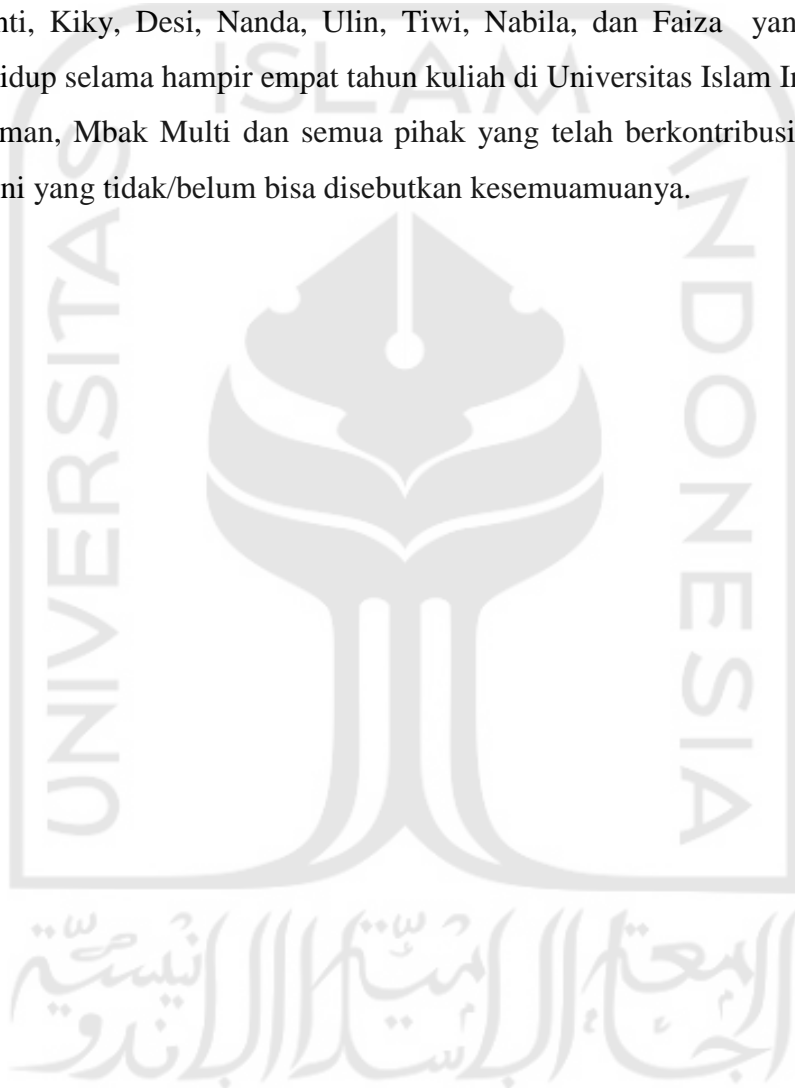 nti, Kiky, Desi, Nanda, Ulin, Tiwi, Nabila, dan Faiza yan
idup selama hampir empat tahun kuliah di Universitas Islam In
man, Mbak Multi dan semua pihak yang telah berkontribusi
ni yang tidak/belum bisa disebutkan kesemuamuanya.
ISLAM
UNIVERSITAS
INDONESIA